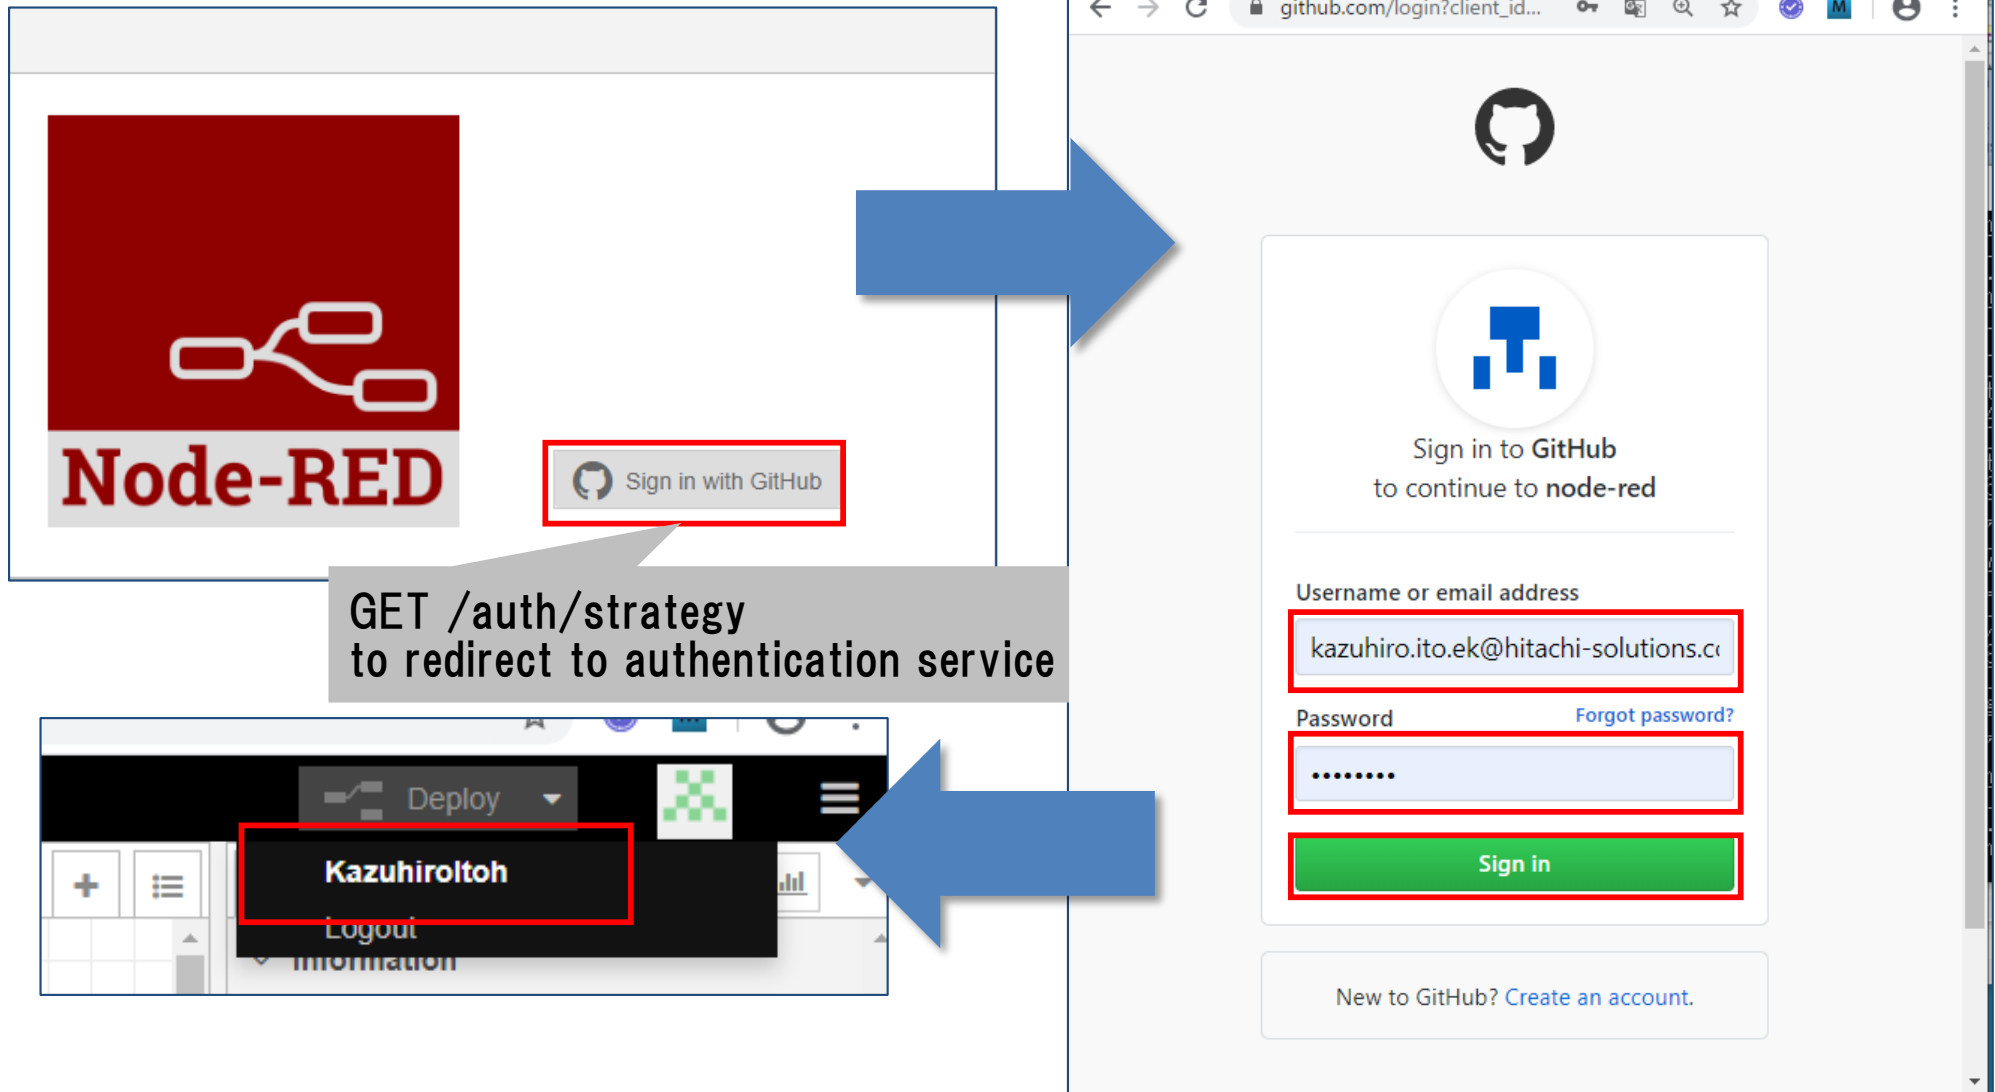 Node-RED
Sign in with GitHub
GET /auth/strategy
to redirect to authentication service
github.com/login?client_id...
M
Sign in to GitHub
to continue to node-red
Username or email address
kazuhiro.ito.ek@hitachi-solutions.c
Password
Forgot password?
Sign in
New to GitHub? Create an account.
Deploy
KazuhiroItoh
Logout
Information